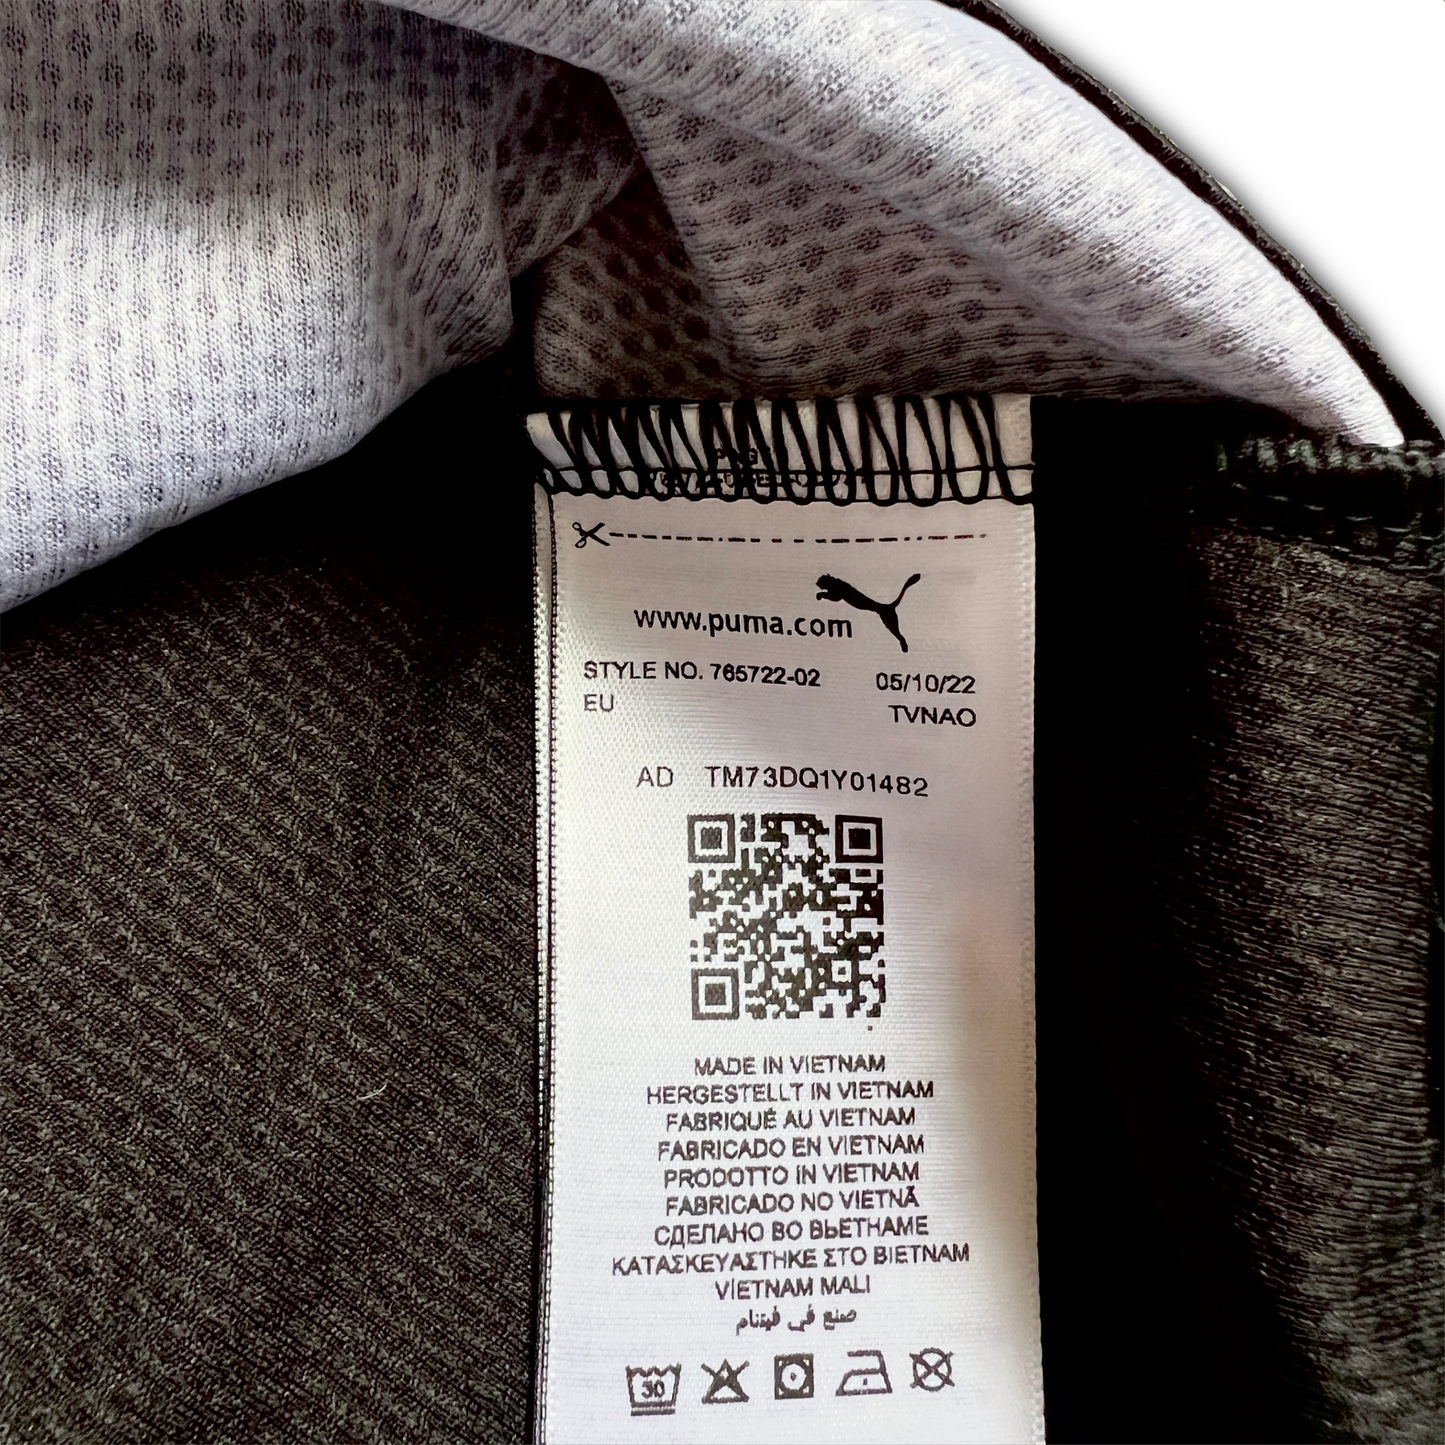 www.puma.com
STYLE NO. 765722-02 05/10/22
EU TVNAO
AD TM73DQ1Y01482
MADE IN VIETNAM
HERGESTELLT IN VIETNAM
FABRIQUÉ AU VIETNAM
FABRICADO EN VIETNAM
PRODOTTO IN VIETNAM
FABRICADO NO VIETNÃ
СДЕЛАНО ВО ВЬЕТНАМЕ
ΚΑΤΑΣΚΕΥΑΣΤΗΚΕ ΣΤΟ ΒΙΕΤΝΑΜ
VİETNAM MALI
صنع في فيتنام
30